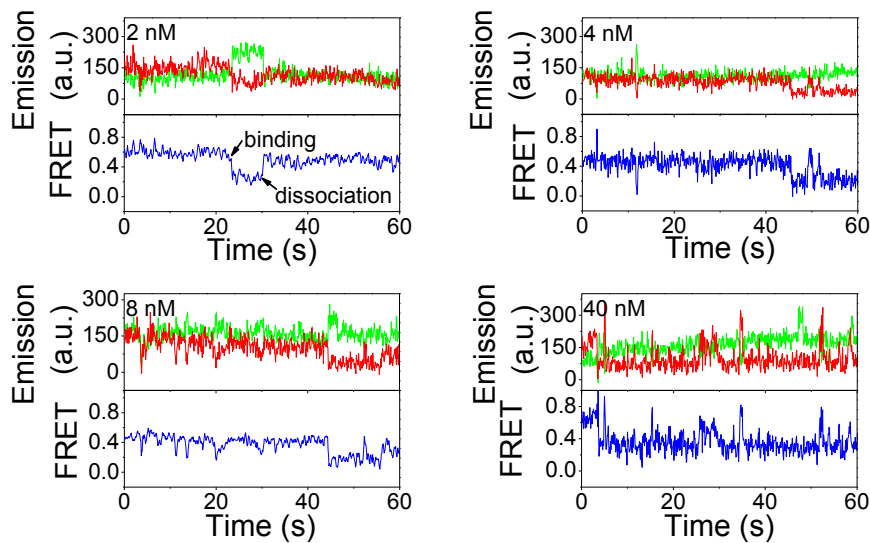 2 nM
Emission
(a.u.)
300
150
0
FRET
0.8
0.4
0.0
binding
dissociation
0 20 40 60
Time (s)
4 nM
Emission
(a.u.)
300
150
0
FRET
0.8
0.4
0.0
0 20 40 60
Time (s)
8 nM
Emission
(a.u.)
300
150
0
FRET
0.8
0.4
0.0
0 20 40 60
Time (s)
40 nM
Emission
(a.u.)
300
150
0
FRET
0.8
0.4
0.0
0 20 40 60
Time (s)